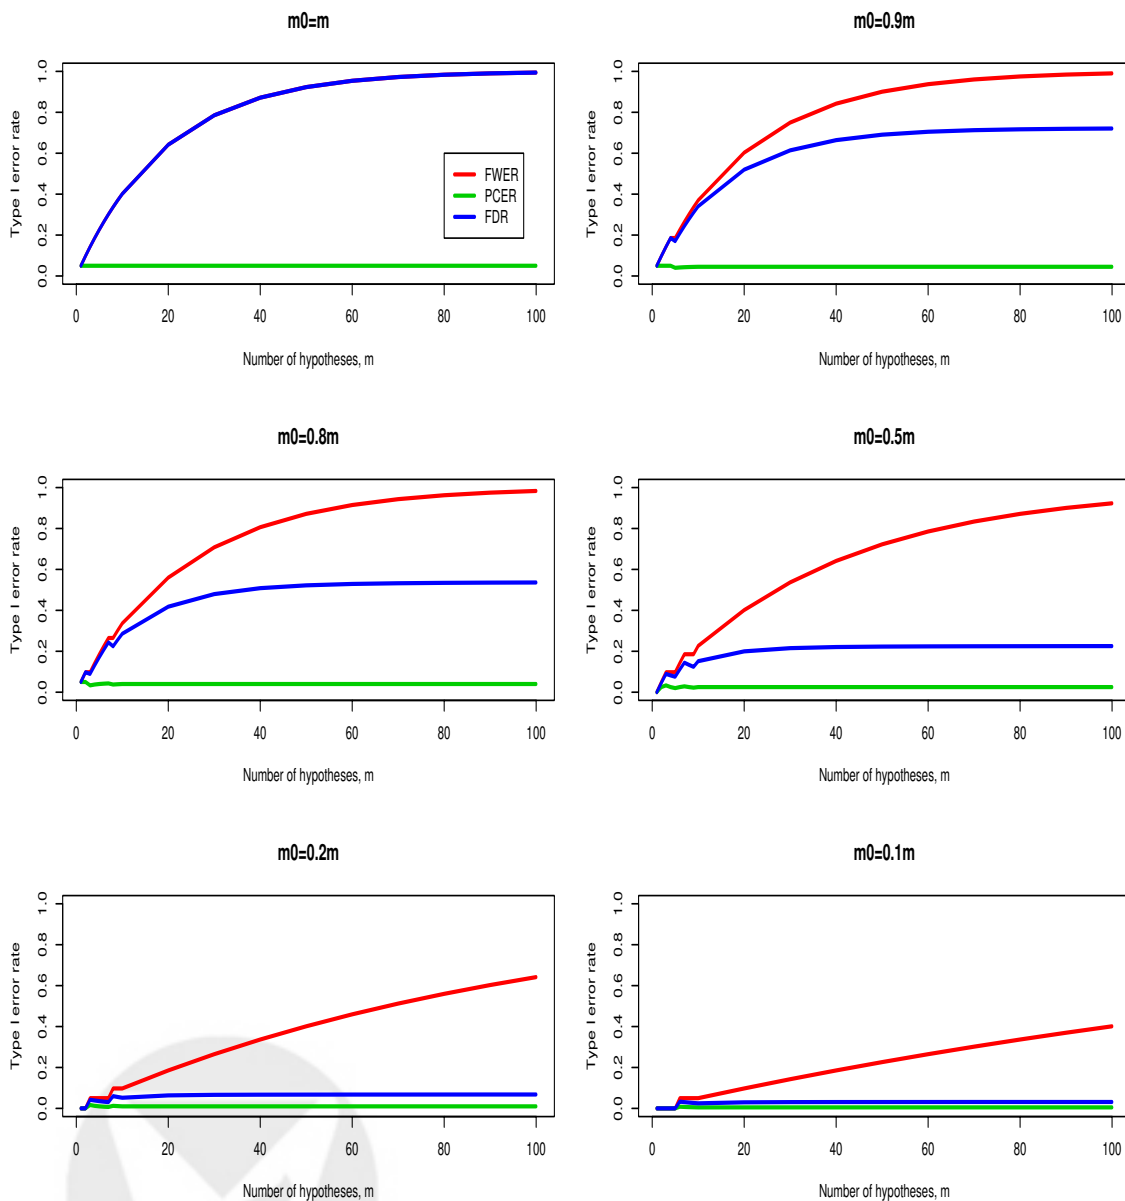 m0=m
Type I error rate
0.0 0.2 0.4 0.6 0.8 1.0
FWER
PCER
FDR
0 20 40 60 80 100
Number of hypotheses, m
m0=0.9m
Type I error rate
0.0 0.2 0.4 0.6 0.8 1.0
0 20 40 60 80 100
Number of hypotheses, m
m0=0.8m
Type I error rate
0.0 0.2 0.4 0.6 0.8 1.0
0 20 40 60 80 100
Number of hypotheses, m
m0=0.5m
Type I error rate
0.0 0.2 0.4 0.6 0.8 1.0
0 20 40 60 80 100
Number of hypotheses, m
m0=0.2m
Type I error rate
0.0 0.2 0.4 0.6 0.8 1.0
0 20 40 60 80 100
Number of hypotheses, m
m0=0.1m
Type I error rate
0.0 0.2 0.4 0.6 0.8 1.0
0 20 40 60 80 100
Number of hypotheses, m